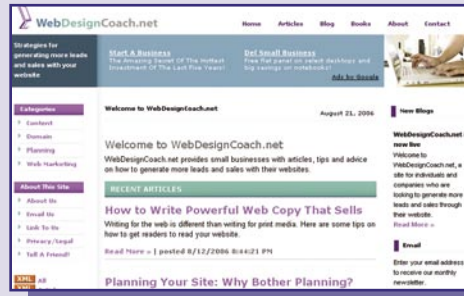 WebDesignCoach.net
Home Articles Blog Books About Contact
Strategies for
generating more leads
and sales with your
website
Start A Business
The Amazing Secret Of The Hottest
Investment Of The Last Five Years!
Dell Small Business
Free flat panel on select desktops and
big savings on notebooks!
Ads by Google
Categories
Content
Domain
Planning
Web Marketing
About This Site
About Us
Email Us
Link To Us
Privacy/Legal
Tell A Friend!
XML All
XML
Welcome to WebDesignCoach.net
August 21, 2006
Welcome to WebDesignCoach.net
WebDesignCoach.net provides small businesses with articles, tips and advice
on how to generate more leads and sales with their websites.
RECENT ARTICLES
How to Write Powerful Web Copy That Sells
Writing for the web is different than writing for print media. Here are some tips on
how to get readers to read your website.
Read More » | posted 8/12/2006 8:44:21 PM
Planning Your Site: Why Bother Planning?
New Blogs
WebDesignCoach.net
now live
Welcome to
WebDesignCoach.net, a
site for individuals and
companies who are
looking to generate more
leads and sales through
their website.
Read More »
Email
Enter your email address
to receive our monthly
newsletter.